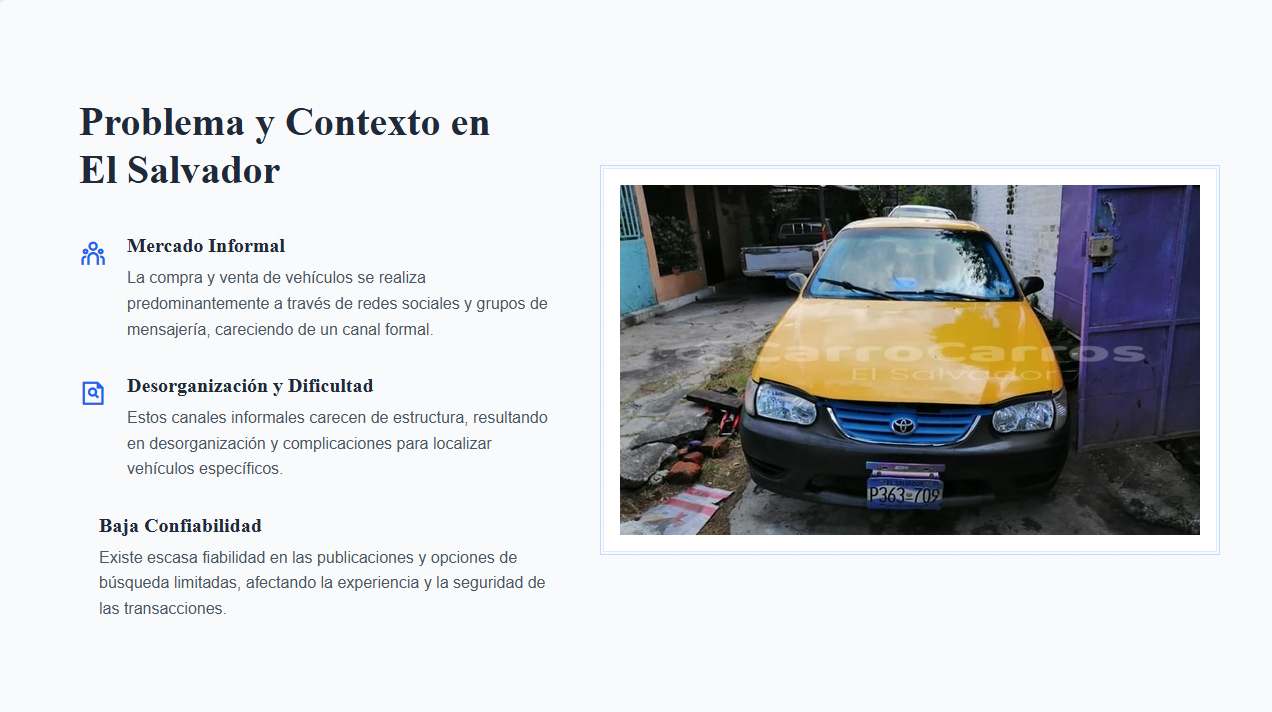 Problema y Contexto en
El Salvador
Mercado Informal
La compra y venta de vehículos se realiza
predominantemente a través de redes sociales y grupos de
mensajería, careciendo de un canal formal.
Desorganización y Dificultad
Estos canales informales carecen de estructura, resultando
en desorganización y complicaciones para localizar
vehículos específicos.
Baja Confiabilidad
Existe escasa fiabilidad en las publicaciones y opciones de
búsqueda limitadas, afectando la experiencia y la seguridad de
las transacciones.
CarroCarros
El Salvador
EL SALVADOR
P363-709